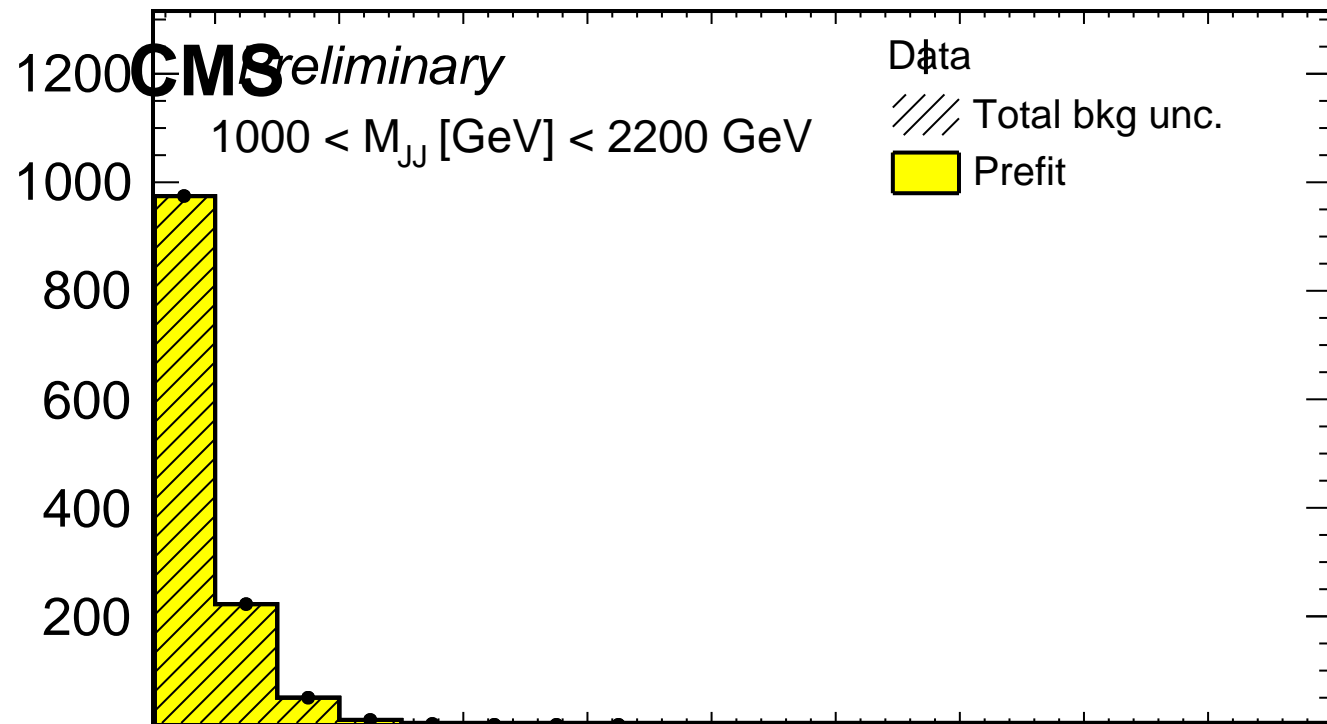 CMS Preliminary
1000 < M_JJ [GeV] < 2200 GeV
Data
Total bkg unc.
Prefit
1200
1000
800
600
400
200